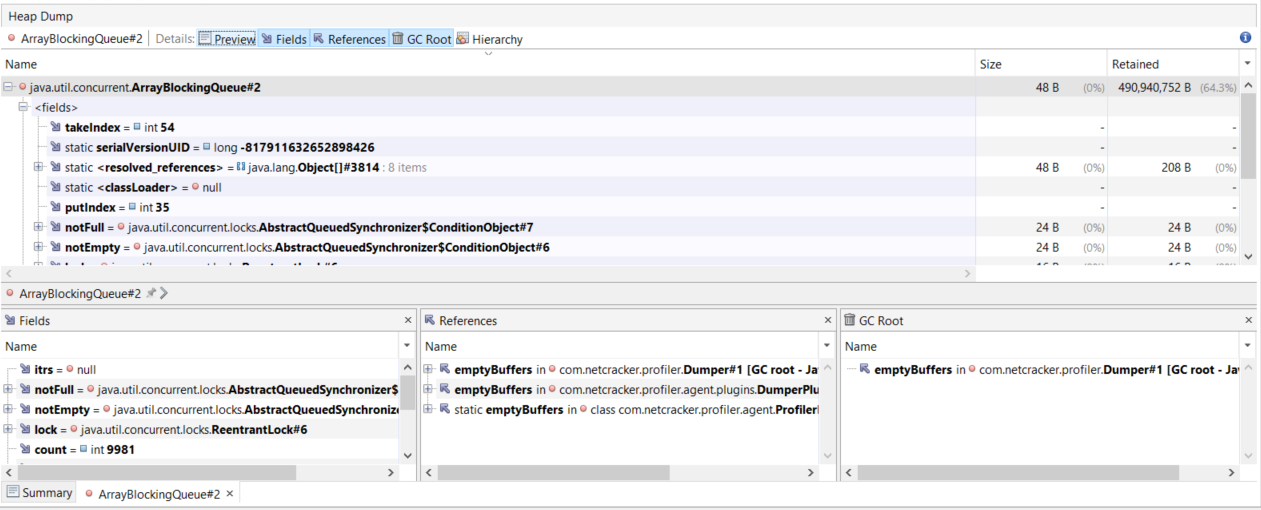 Heap Dump
ArrayBlockingQueue#2 Details: Preview Fields References GC Root Hierarchy
Name Size Retained
java.util.concurrent.ArrayBlockingQueue#2 48 B (0%) 490,940,752 B (64.3%)
<fields>
takeIndex = int 54 - -
static serialVersionUID = long -817911632652898426 - -
static <resolved_references> = java.lang.Object[]#3814 : 8 items 48 B (0%) 208 B (0%)
static <classLoader> = null - -
putIndex = int 35 - -
notFull = java.util.concurrent.locks.AbstractQueuedSynchronizer$ConditionObject#7 24 B (0%) 24 B (0%)
notEmpty = java.util.concurrent.locks.AbstractQueuedSynchronizer$ConditionObject#6 24 B (0%) 24 B (0%)
ArrayBlockingQueue#2
Fields
Name
itrs = null
notFull = java.util.concurrent.locks.AbstractQueuedSynchronizer$
notEmpty = java.util.concurrent.locks.AbstractQueuedSynchronize
lock = java.util.concurrent.locks.ReentrantLock#6
count = int 9981
References
Name
emptyBuffers in com.netcracker.profiler.Dumper#1 [GC root - Ja
emptyBuffers in com.netcracker.profiler.agent.plugins.DumperPlu
static emptyBuffers in class com.netcracker.profiler.agent.Profiler
GC Root
Name
emptyBuffers in com.netcracker.profiler.Dumper#1 [GC root - Ja
Summary ArrayBlockingQueue#2